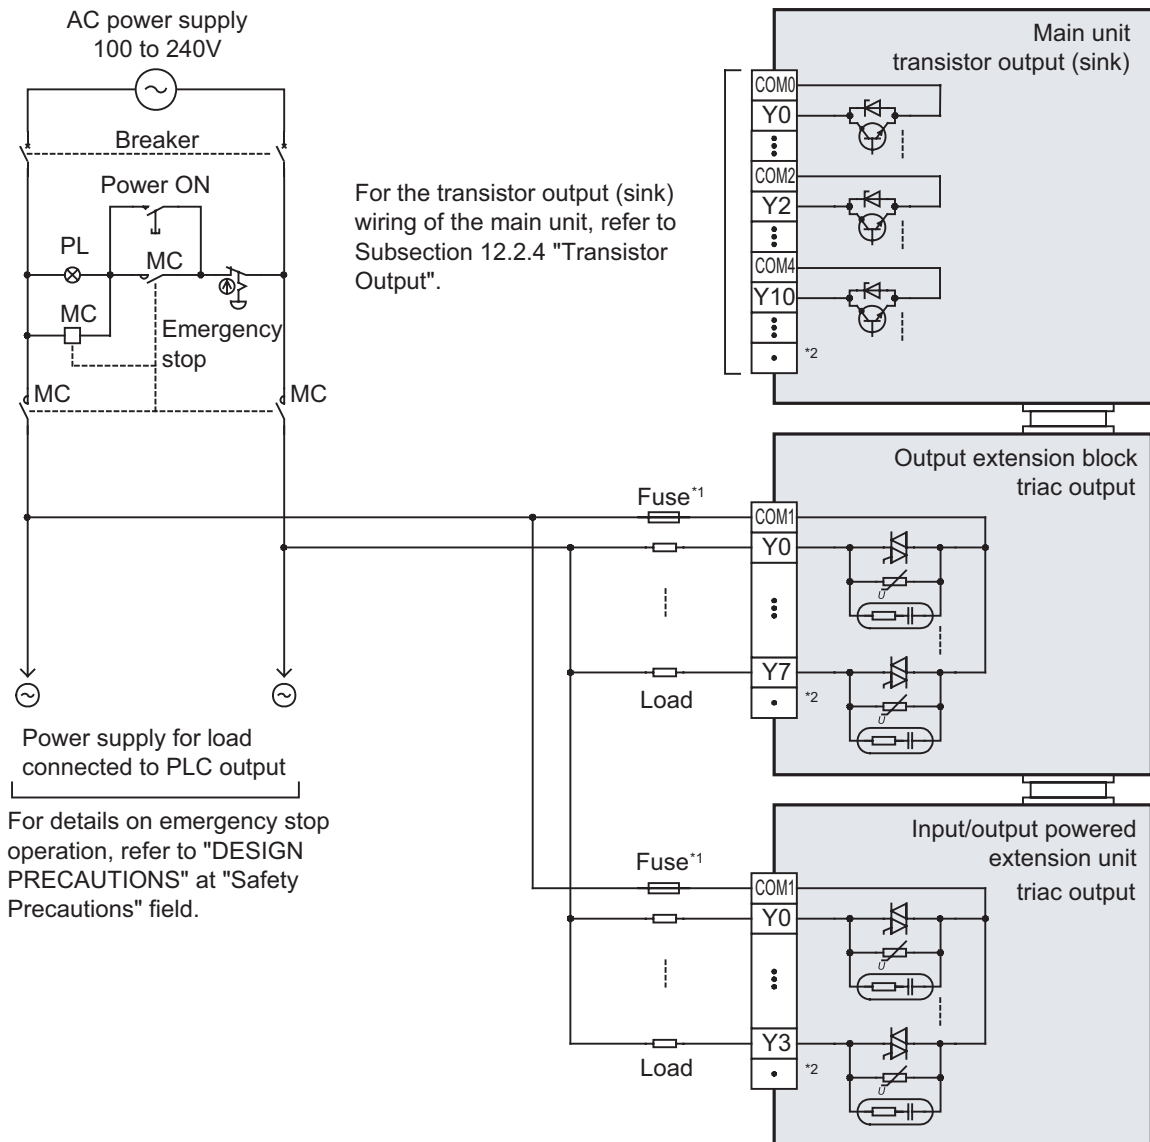 AC power supply
100 to 240V
Breaker
Power ON
PL
MC
MC
Emergency
stop
MC
MC
Power supply for load
connected to PLC output
For details on emergency stop
operation, refer to "DESIGN
PRECAUTIONS" at "Safety
Precautions" field.
For the transistor output (sink)
wiring of the main unit, refer to
Subsection 12.2.4 "Transistor
Output".
Main unit
transistor output (sink)
COM0
Y0
COM2
Y2
COM4
Y10
*2
Output extension block
triac output
Fuse*1
COM1
Y0
U
Y7
*2
U
Load
Input/output powered
extension unit
triac output
Fuse*1
COM1
Y0
U
Y3
*2
U
Load